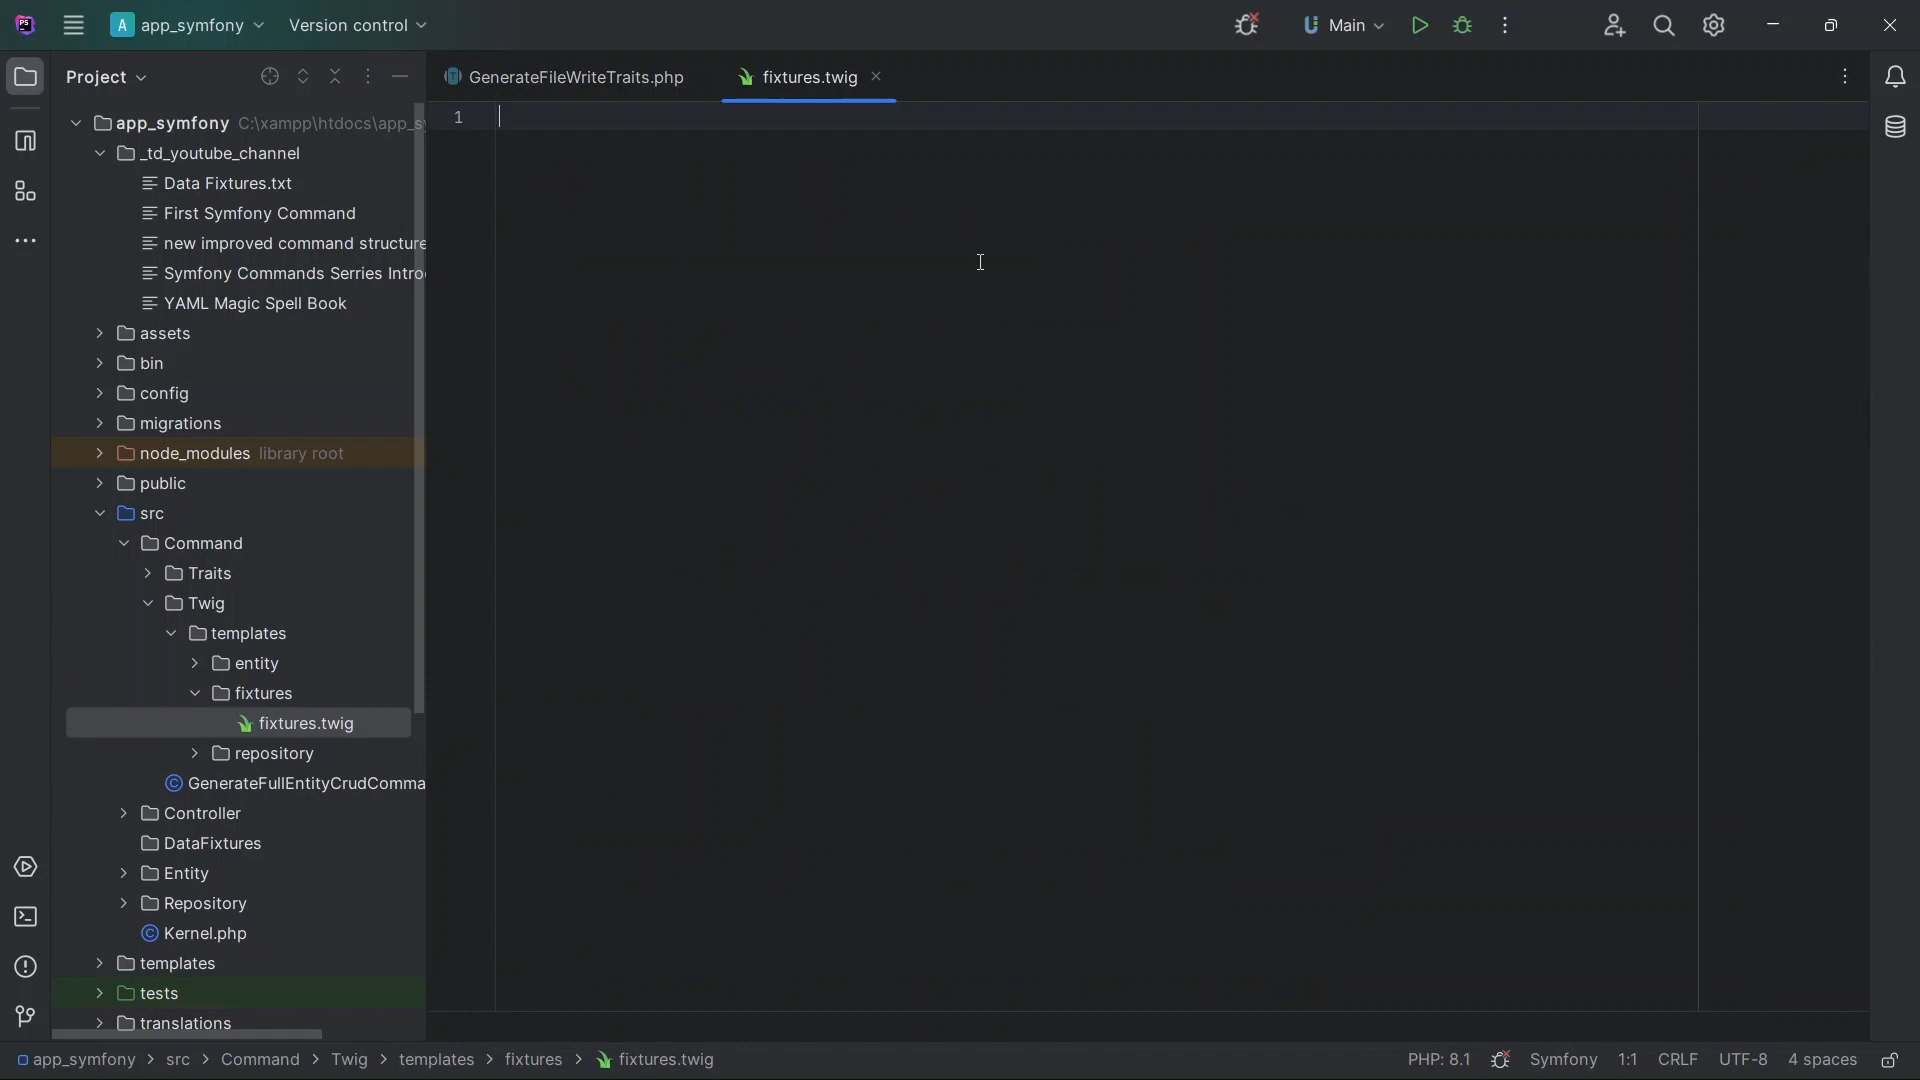 PS
A app_symfony
Version control
Main
Project
GenerateFileWriteTraits.php
fixtures.twig
1
app_symfony C:\xampp\htdocs\app_sy
_td_youtube_channel
Data Fixtures.txt
First Symfony Command
new improved command structure
Symfony Commands Serries Intro
YAML Magic Spell Book
assets
bin
config
migrations
node_modules library root
public
src
Command
Traits
Twig
templates
entity
fixtures
fixtures.twig
repository
GenerateFullEntityCrudComma
Controller
DataFixtures
Entity
Repository
Kernel.php
templates
tests
translations
app_symfony > src > Command > Twig > templates > fixtures > fixtures.twig
PHP: 8.1
Symfony
1:1
CRLF
UTF-8
4 spaces